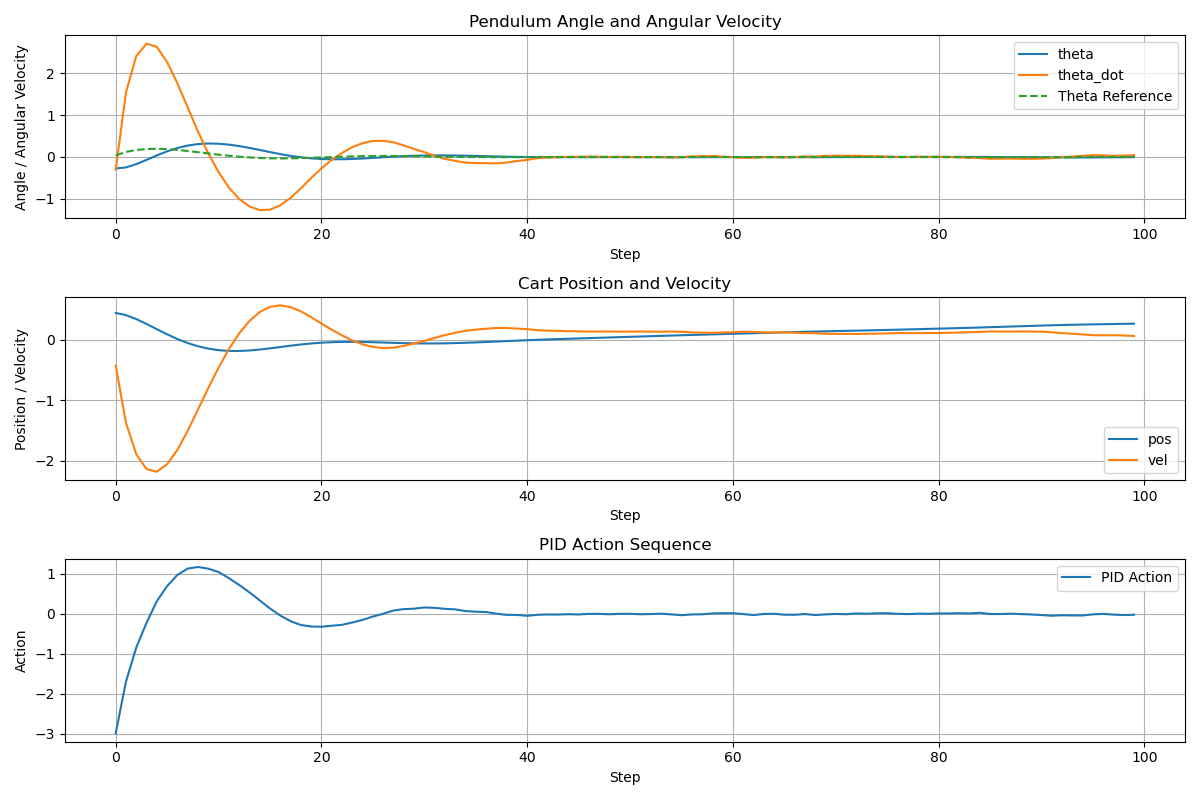 Pendulum Angle and Angular Velocity
Angle / Angular Velocity
2
1
0
−1
theta
theta_dot
Theta Reference
0
20
40
60
80
100
Step
Cart Position and Velocity
Position / Velocity
0
−1
−2
pos
vel
0
20
40
60
80
100
Step
PID Action Sequence
Action
1
0
−1
−2
−3
PID Action
0
20
40
60
80
100
Step